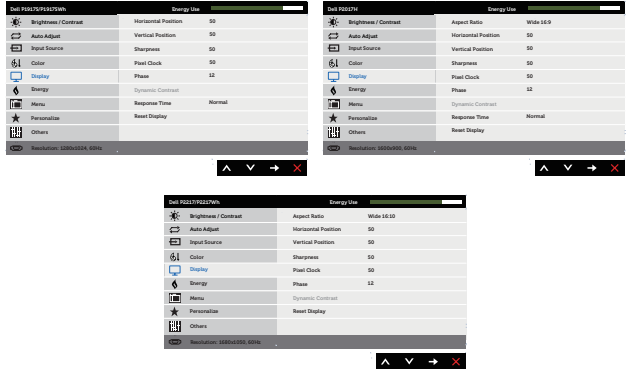 Dell P1917S/P1917SWh Energy Use
Brightness / Contrast Horizontal Position 50
Auto Adjust Vertical Position 50
Input Source Sharpness 50
Color Pixel Clock 50
Display Phase 12
Energy Dynamic Contrast
Menu Response Time Normal
Personalize Reset Display
Others
Resolution: 1280x1024, 60Hz
Dell P2017H Energy Use
Brightness / Contrast Aspect Ratio Wide 16:9
Auto Adjust Horizontal Position 50
Input Source Vertical Position 50
Color Sharpness 50
Display Pixel Clock 50
Energy Phase 12
Menu Dynamic Contrast
Personalize Response Time Normal
Others Reset Display
Resolution: 1600x900, 60Hz
Dell P2217/P2217Wh Energy Use
Brightness / Contrast Aspect Ratio Wide 16:10
Auto Adjust Horizontal Position 50
Input Source Vertical Position 50
Color Sharpness 50
Display Pixel Clock 50
Energy Phase 12
Menu Dynamic Contrast
Personalize Reset Display
Others
Resolution: 1680x1050, 60Hz